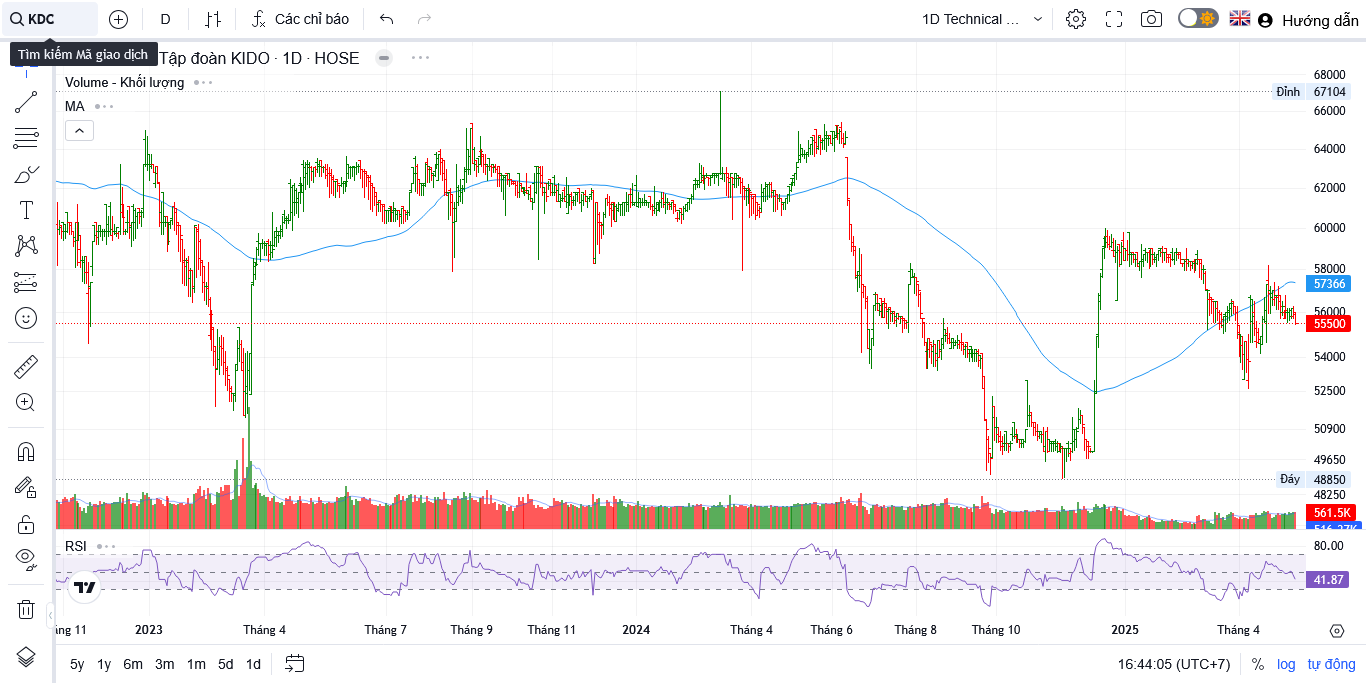 KDC
D
Các chỉ báo
1D Technical ...
Hướng dẫn
Tìm kiếm Mã giao dịch
Tập đoàn KIDO · 1D · HOSE
Volume - Khối lượng
MA
68000
Đỉnh 67104
66000
64000
62000
60000
58000
57366
56000
55500
54000
52500
50900
49650
Đáy 48850
48250
561.5K
RSI
80.00
41.87
ng 11
2023
Tháng 4
Tháng 7
Tháng 9
Tháng 11
2024
Tháng 4
Tháng 6
Tháng 8
Tháng 10
2025
Tháng 4
5y 1y 6m 3m 1m 5d 1d
16:44:05 (UTC+7)
% log tự động